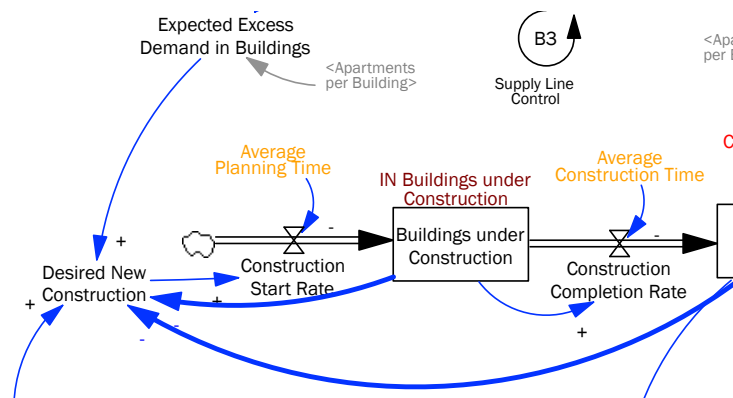 Expected Excess
Demand in Buildings
<Apartments
per Building>
B3
Supply Line
Control
Average
Planning Time
IN Buildings under
Construction
Average
Construction Time
-
-
Buildings under
Construction
+
Desired New
Construction
Construction
Start Rate
Construction
Completion Rate
+
+
-
-
+